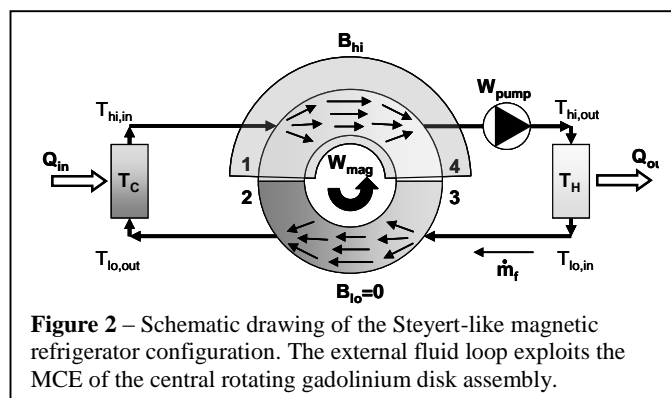 B_hi
W_pump
T_hi,in
T_hi,out
Q_in
T_C
1
W_mag
4
2
3
T_H
Q_ou
T_lo,out
ṁ_f
T_lo,in
B_lo=0
Figure 2 – Schematic drawing of the Steyert-like magnetic
refrigerator configuration. The external fluid loop exploits the
MCE of the central rotating gadolinium disk assembly.